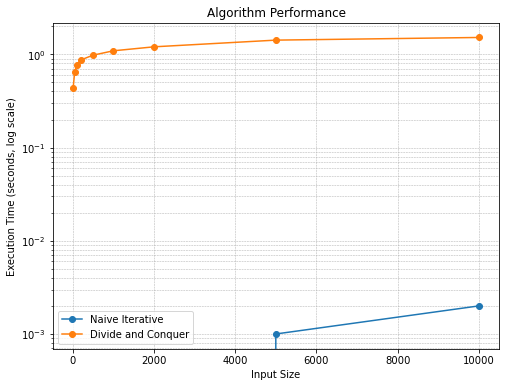 Algorithm Performance
Execution Time (seconds, log scale)
10⁰
10⁻¹
10⁻²
10⁻³
Naive Iterative
Divide and Conquer
0 2000 4000 6000 8000 10000
Input Size